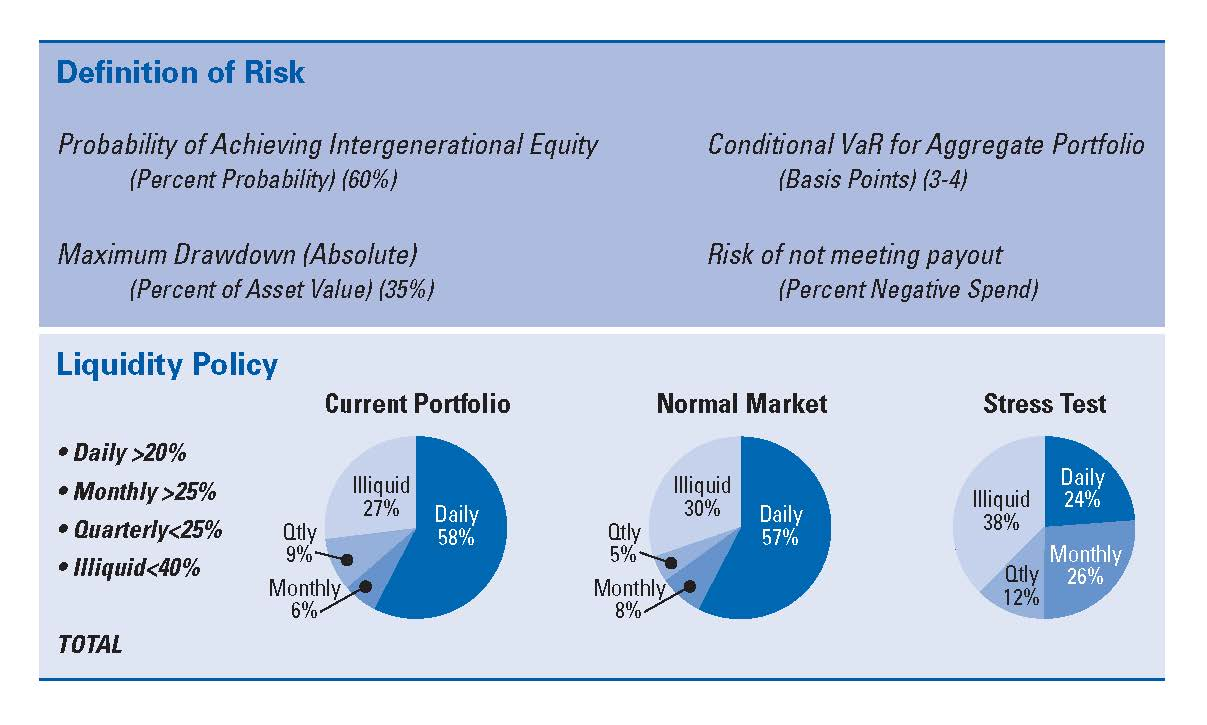 Definition of Risk
Probability of Achieving Intergenerational Equity
(Percent Probability) (60%)
Conditional VaR for Aggregate Portfolio
(Basis Points) (3-4)
Maximum Drawdown (Absolute)
(Percent of Asset Value) (35%)
Risk of not meeting payout
(Percent Negative Spend)
Liquidity Policy
• Daily >20%
• Monthly >25%
• Quarterly<25%
• Illiquid<40%
TOTAL
Current Portfolio
Illiquid
27%
Daily
58%
Qtly
9%
Monthly
6%
Normal Market
Illiquid
30%
Daily
57%
Qtly
5%
Monthly
8%
Stress Test
Daily
24%
Illiquid
38%
Monthly
26%
Qtly
12%